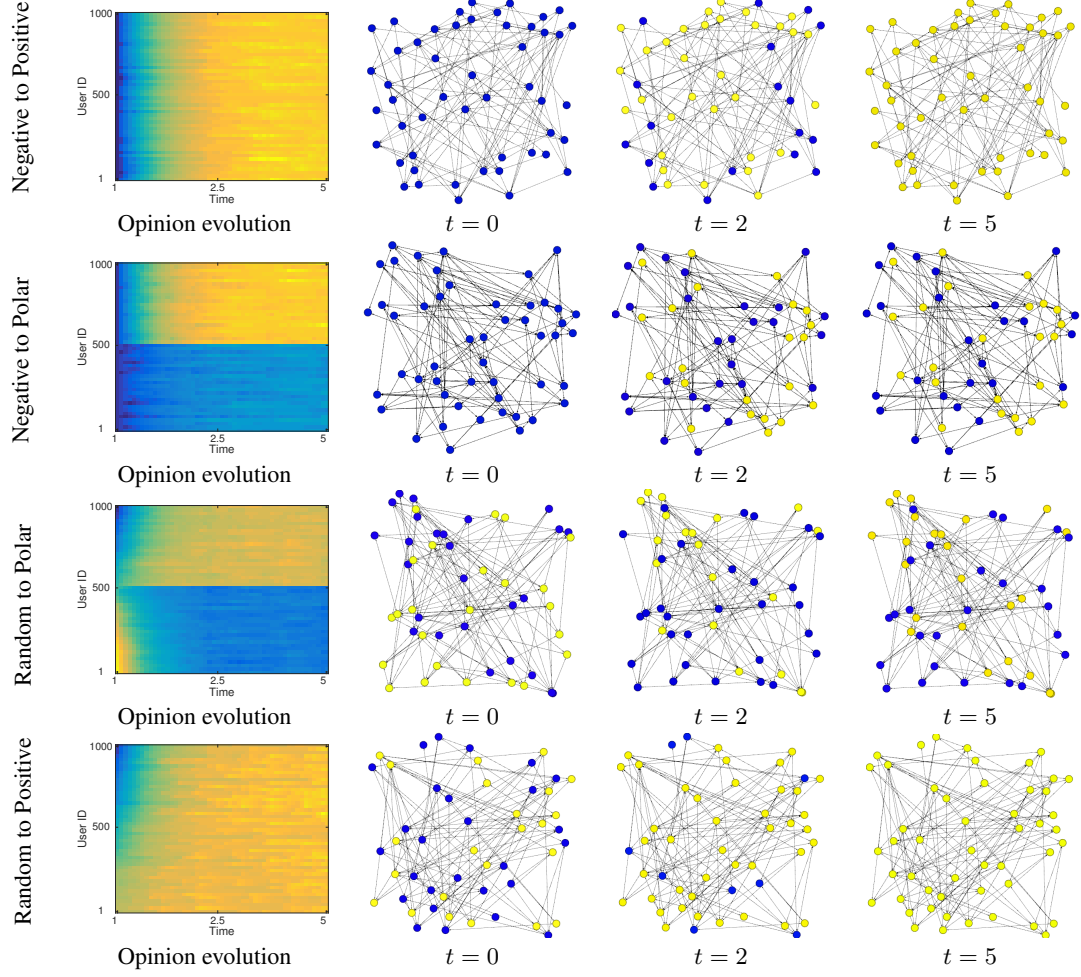 Negative to Positive
1000
500
1
User ID
1
2.5
5
Time
Opinion evolution
t = 0
t = 2
t = 5
Negative to Polar
1000
500
1
User ID
1
2.5
5
Time
Opinion evolution
t = 0
t = 2
t = 5
Random to Polar
1000
500
1
User ID
1
2.5
5
Time
Opinion evolution
t = 0
t = 2
t = 5
Random to Positive
1000
500
1
User ID
1
2.5
5
Time
Opinion evolution
t = 0
t = 2
t = 5